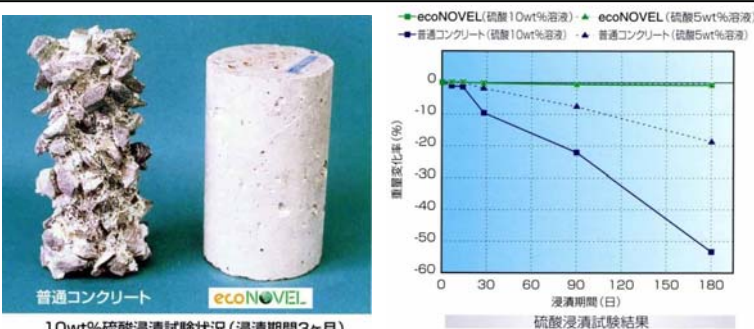 普通コンクリート
ecoNOVEL
10wt%硫酸浸漬試験状況（浸漬期間3ヶ月）
ecoNOVEL（硫酸10wt%溶液）
ecoNOVEL（硫酸5wt%溶液）
普通コンクリート（硫酸10wt%溶液）
普通コンクリート（硫酸5wt%溶液）
重量変化率（%）
0
-10
-20
-30
-40
-50
-60
0 30 60 90 120 150 180
浸漬期間（日）
硫酸浸漬試験結果